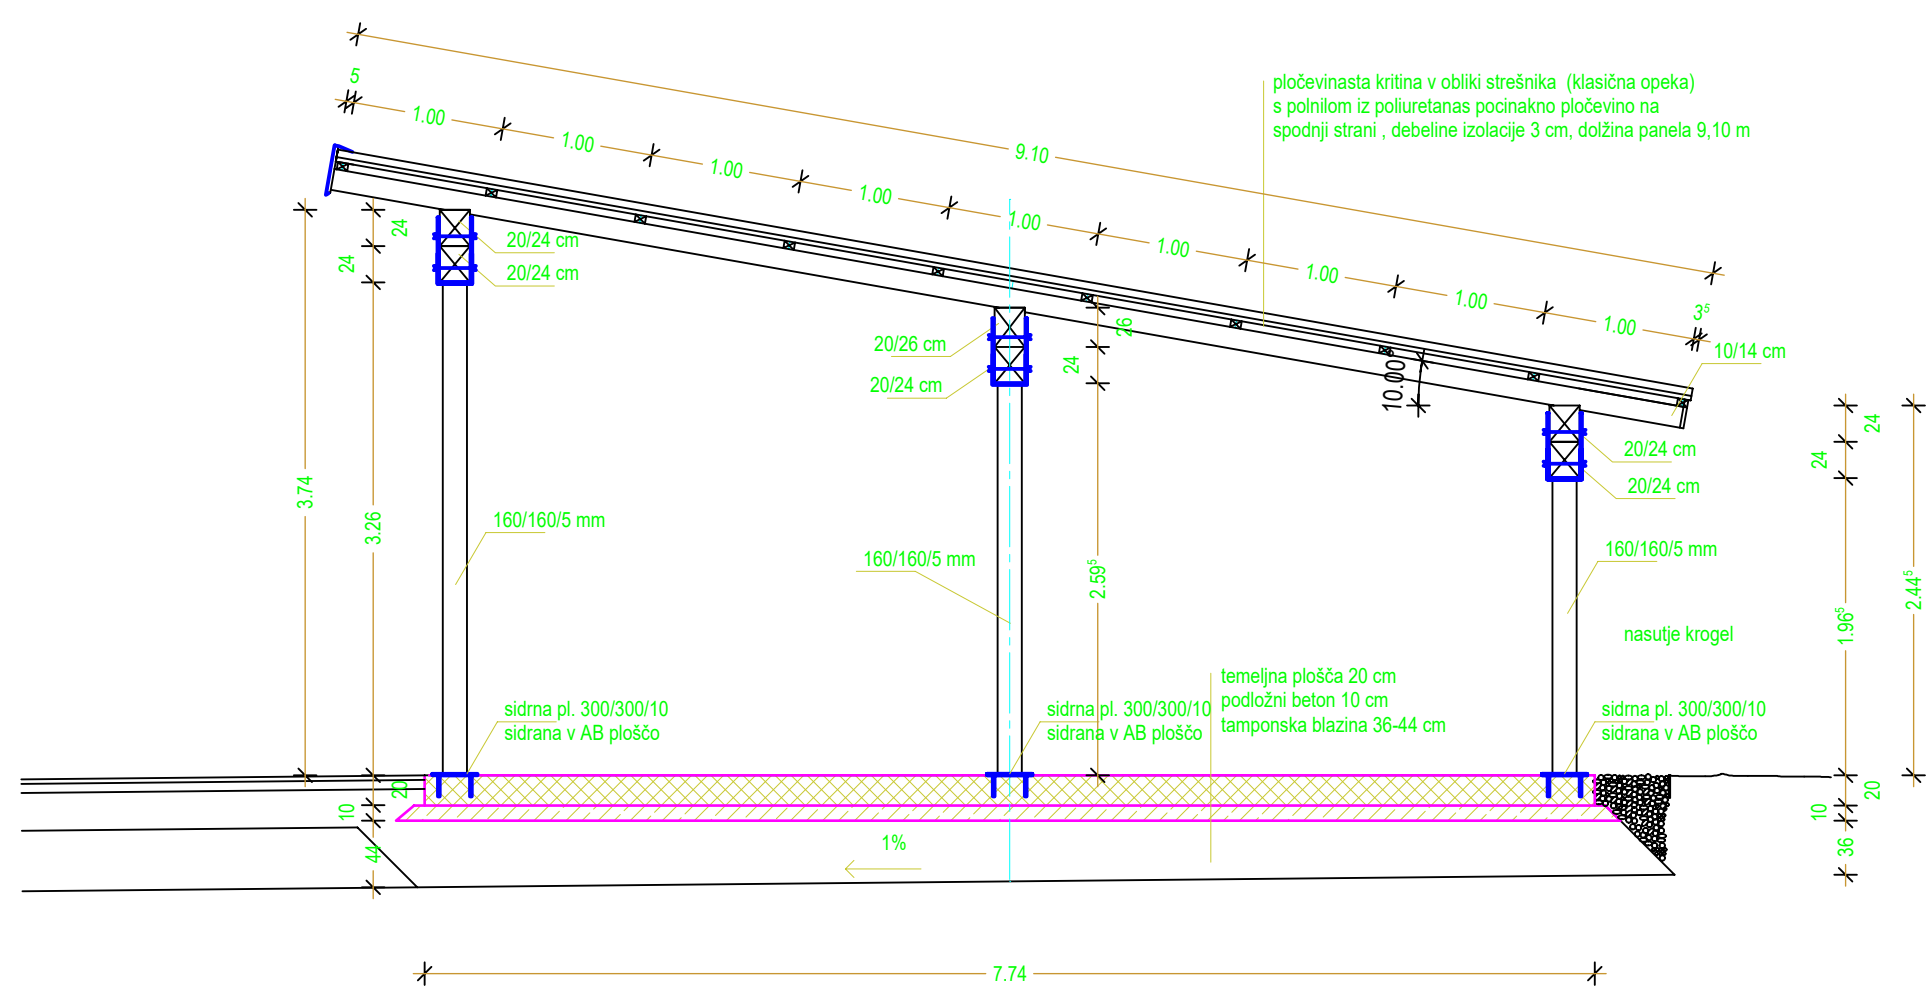 5
1.00
1.00
1.00
1.00
1.00
1.00
1.00
1.00
1.00
3⁵
9.10
pločevinasta kritina v obliki strešnika (klasična opeka)
s polnilom iz poliuretanas pocinakno pločevino na
spodnji strani , debeline izolacije 3 cm, dolžina panela 9,10 m
10/14 cm
10.00°
24
24
20/24 cm
20/24 cm
3.74
3.26
160/160/5 mm
20/26 cm
20/24 cm
26
24
160/160/5 mm
2.59⁵
20/24 cm
20/24 cm
24
24
160/160/5 mm
1.96⁵
2.44⁵
nasutje krogel
temeljna plošča 20 cm
podložni beton 10 cm
tamponska blazina 36-44 cm
sidrna pl. 300/300/10
sidrana v AB ploščo
sidrna pl. 300/300/10
sidrana v AB ploščo
sidrna pl. 300/300/10
sidrana v AB ploščo
20
10
44
1%
20
10
36
7.74